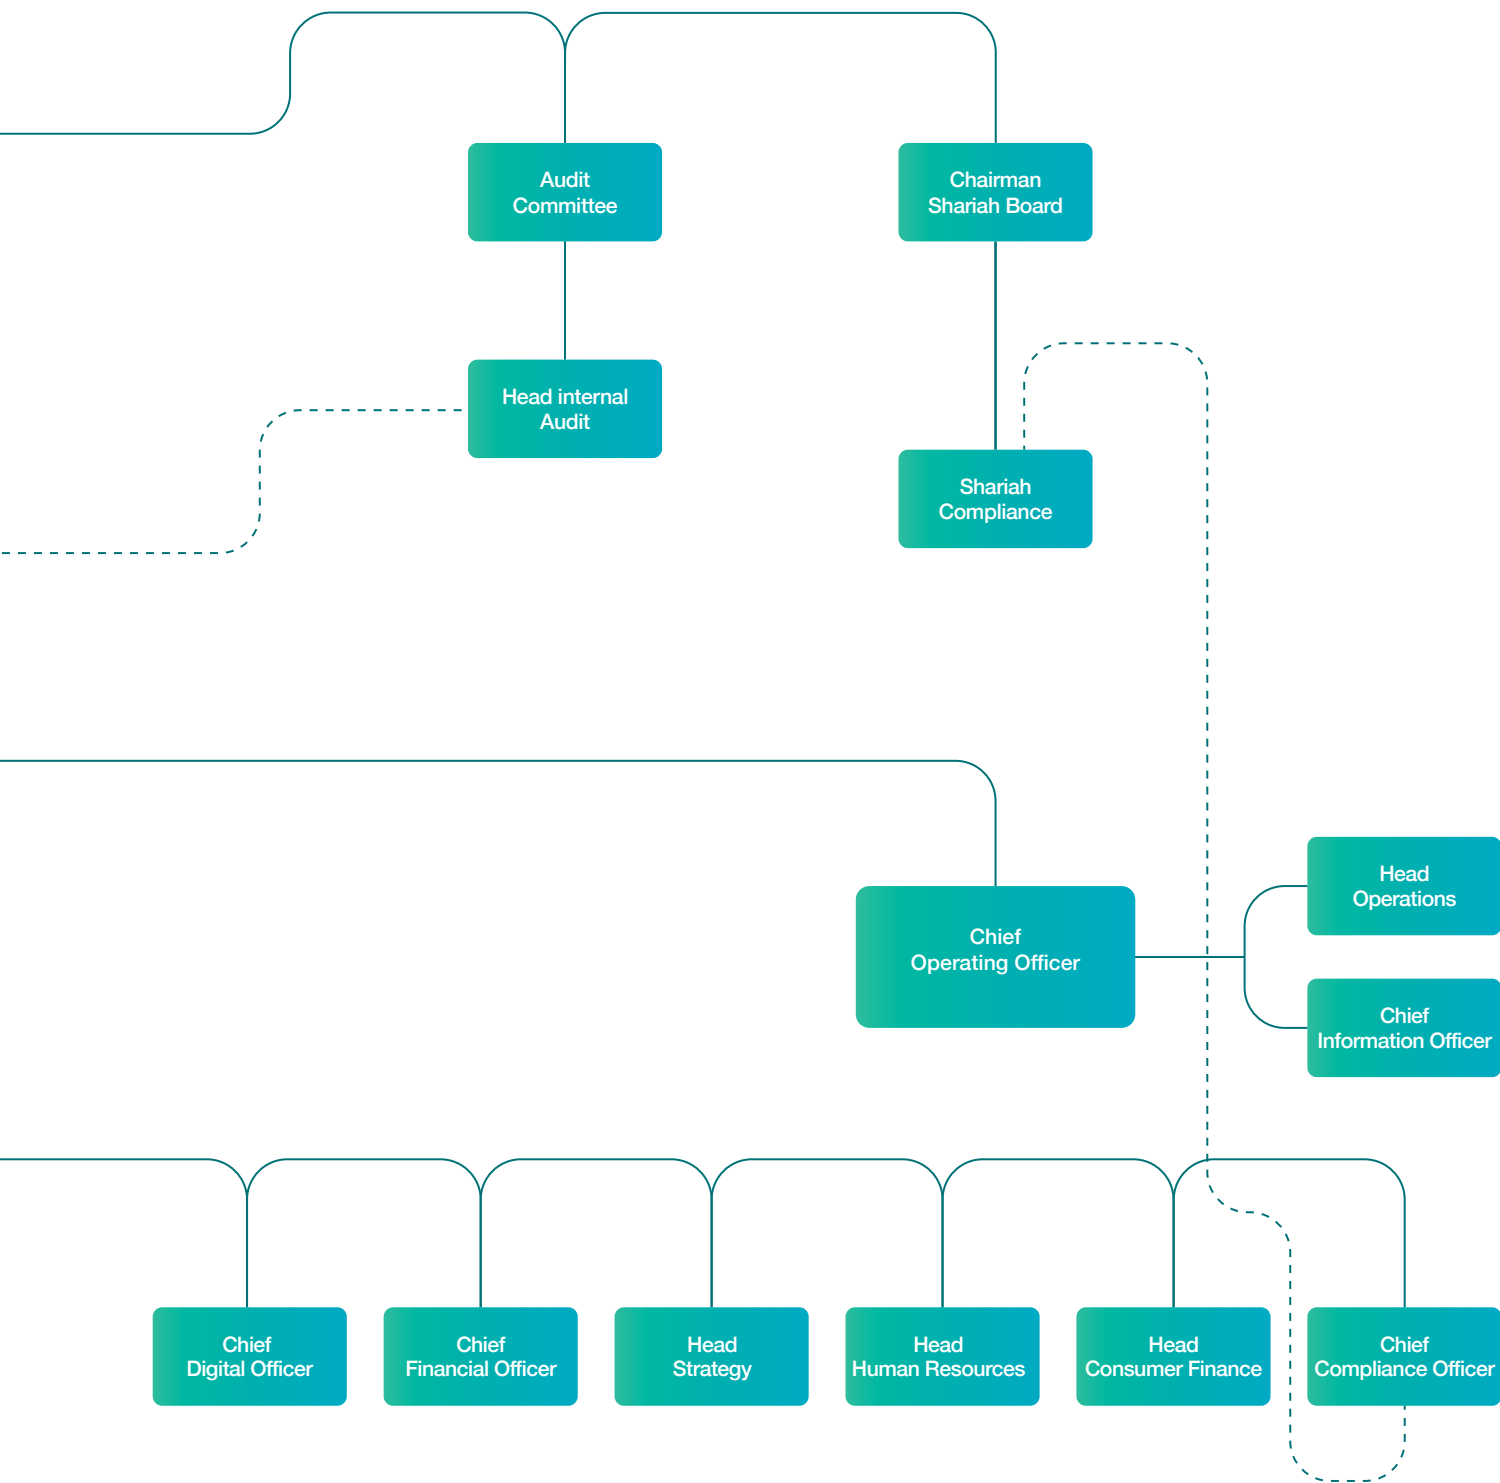 Audit
Committee
Chairman
Shariah Board
Head internal
Audit
Shariah
Compliance
Head
Operations
Chief
Operating Officer
Chief
Information Officer
Chief
Digital Officer
Chief
Financial Officer
Head
Strategy
Head
Human Resources
Head
Consumer Finance
Chief
Compliance Officer